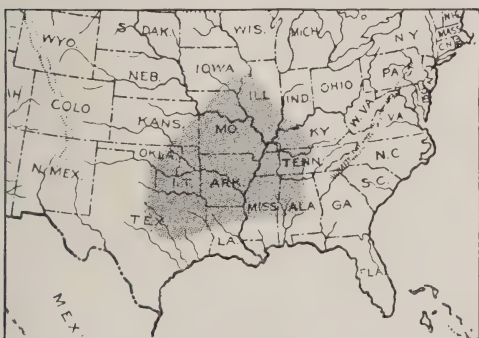 N.H.
MASS
CN
N Y
MICH
WIS.
S. DAK.
WYO.
IOWA
NEB.
PA
OHIO
IND
ILL
W. VA
VA
COLO
KANS.
MO.
KY
N.C
TENN
OKLA.
I.T.
ARK.
N. MEX.
S.C.
MISS
ALA
GA
TEX.
LA
FLA
MEX.